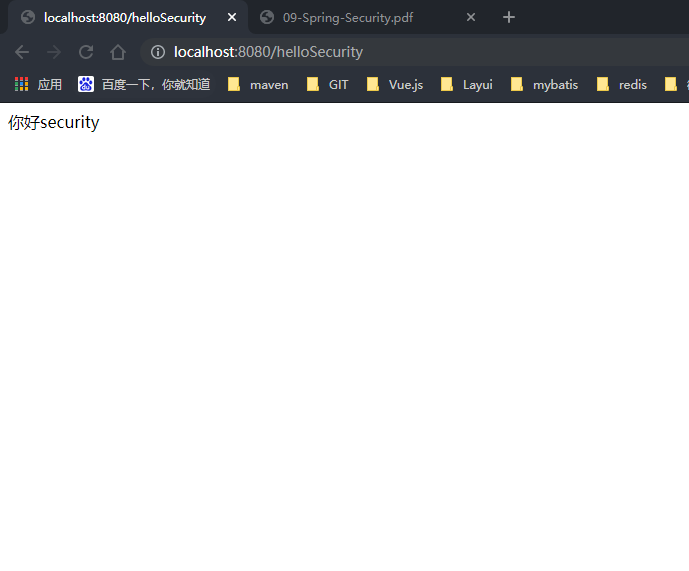 localhost:8080/helloSecurity 09-Spring-Security.pdf
localhost:8080/helloSecurity
应用 百度一下，你就知道 maven GIT Vue.js Layui mybatis redis
你好security